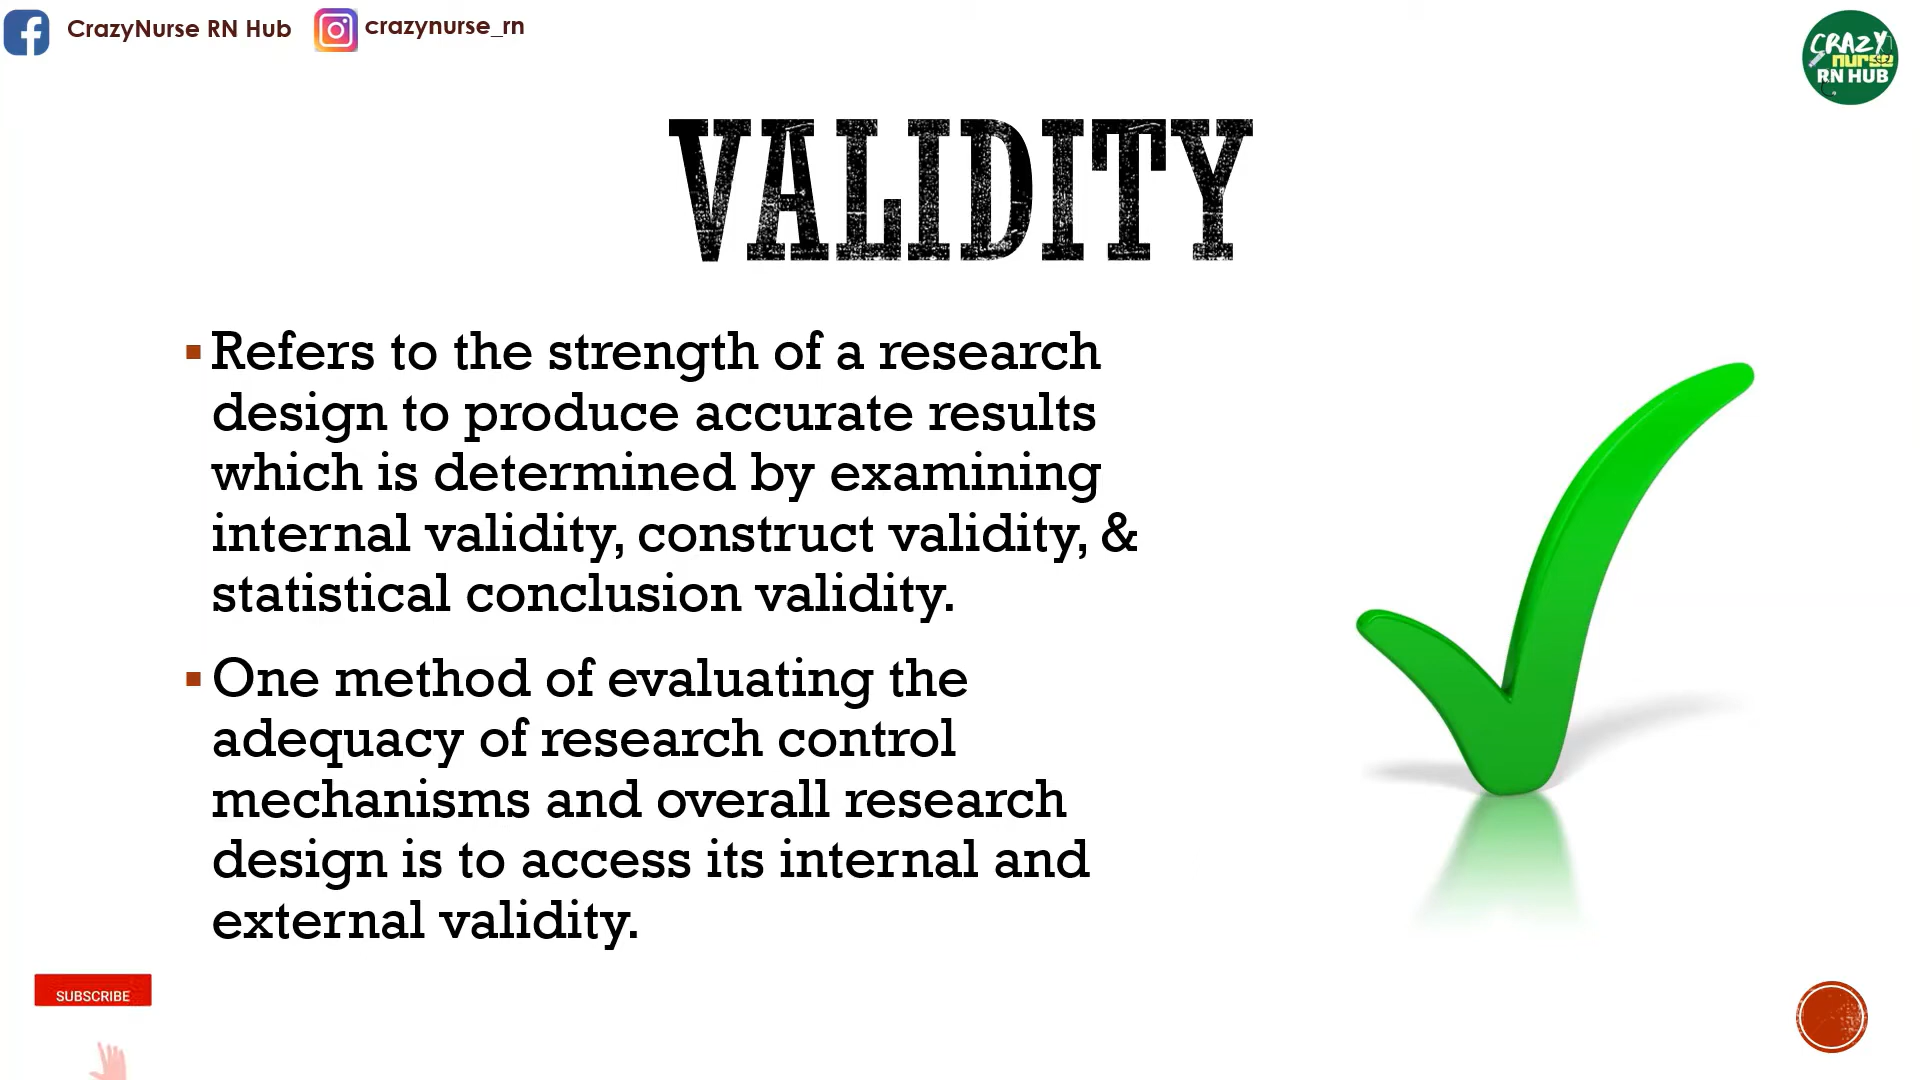 CrazyNurse RN Hub
crazynurse_rn
CRAZY
nurse
RN HUB
VALIDITY
Refers to the strength of a research
design to produce accurate results
which is determined by examining
internal validity, construct validity, &
statistical conclusion validity.
One method of evaluating the
adequacy of research control
mechanisms and overall research
design is to access its internal and
external validity.
SUBSCRIBE